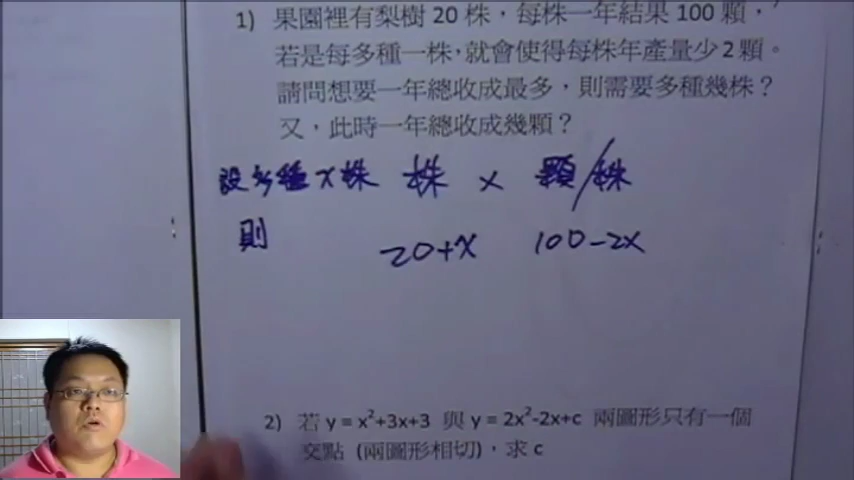 1) 果園裡有梨樹 20 株，每株一年結果 100 顆，
若是每多種一株，就會使得每株年產量少 2 顆。
請問想要一年總收成最多，則需要多種幾株？
又，此時一年總收成幾顆？
設多種 x 株 株 × 顆/株
則 20+x 100-2x
2) 若 y = x²+3x+3 與 y = 2x²-2x+c 兩圖形只有一個
交點 (兩圖形相切)，求 c